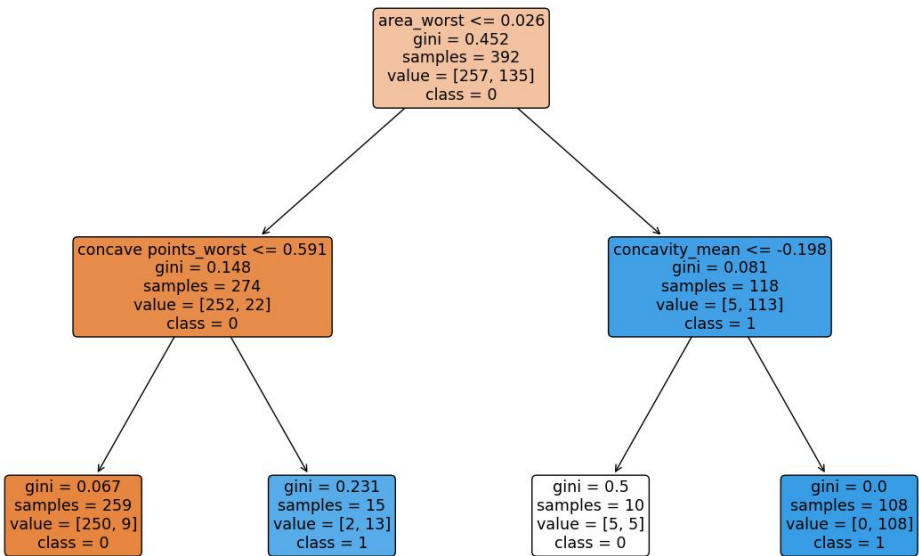 area_worst <= 0.026
gini = 0.452
samples = 392
value = [257, 135]
class = 0
concave points_worst <= 0.591
gini = 0.148
samples = 274
value = [252, 22]
class = 0
concavity_mean <= -0.198
gini = 0.081
samples = 118
value = [5, 113]
class = 1
gini = 0.067
samples = 259
value = [250, 9]
class = 0
gini = 0.231
samples = 15
value = [2, 13]
class = 1
gini = 0.5
samples = 10
value = [5, 5]
class = 0
gini = 0.0
samples = 108
value = [0, 108]
class = 1